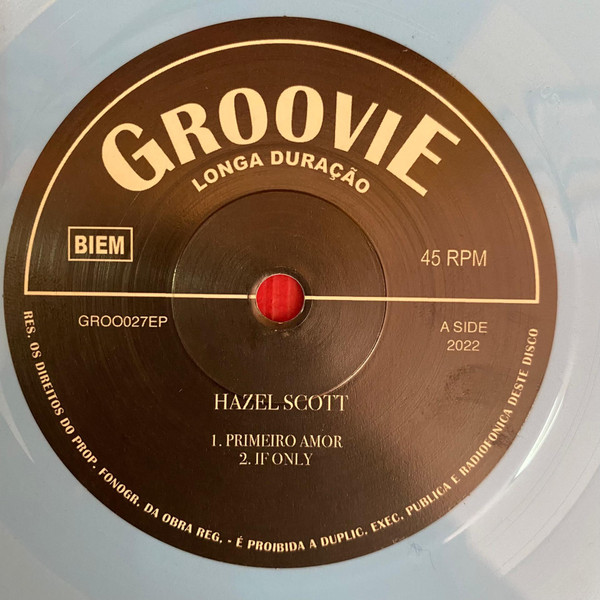 GROOVIE
LONGA DURAÇÃO
BIEM
45 RPM
GROO027EP
A SIDE
2022
HAZEL SCOTT
1. PRIMEIRO AMOR
2. IF ONLY
RES. OS DIREITOS DO PROP. FONOGR. DA OBRA REG. - É PROIBIDA A DUPLIC. EXEC. PUBLICA E RADIOFONICA DESTE DISCO